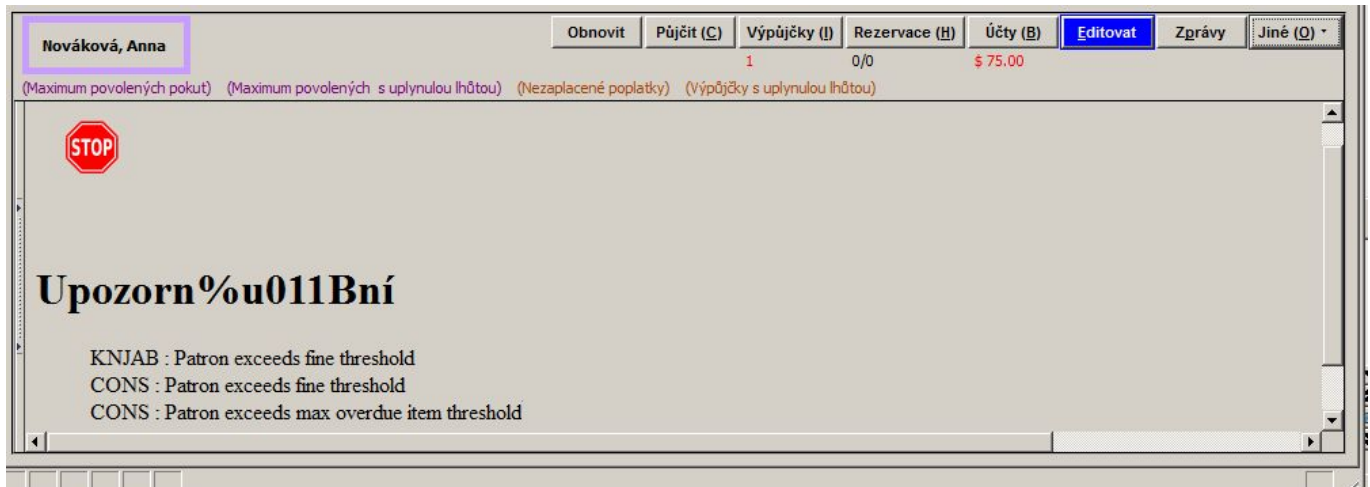 Nováková, Anna
Obnovit Půjčit (C) Výpůjčky (I) Rezervace (H) Účty (B) Editovat Zprávy Jiné (O)
1 0/0 $ 75.00
(Maximum povolených pokut) (Maximum povolených s uplynulou lhůtou) (Nezaplacené poplatky) (Výpůjčky s uplynulou lhůtou)
STOP
Upozorn%u011Bní
KNJAB : Patron exceeds fine threshold
CONS : Patron exceeds fine threshold
CONS : Patron exceeds max overdue item threshold